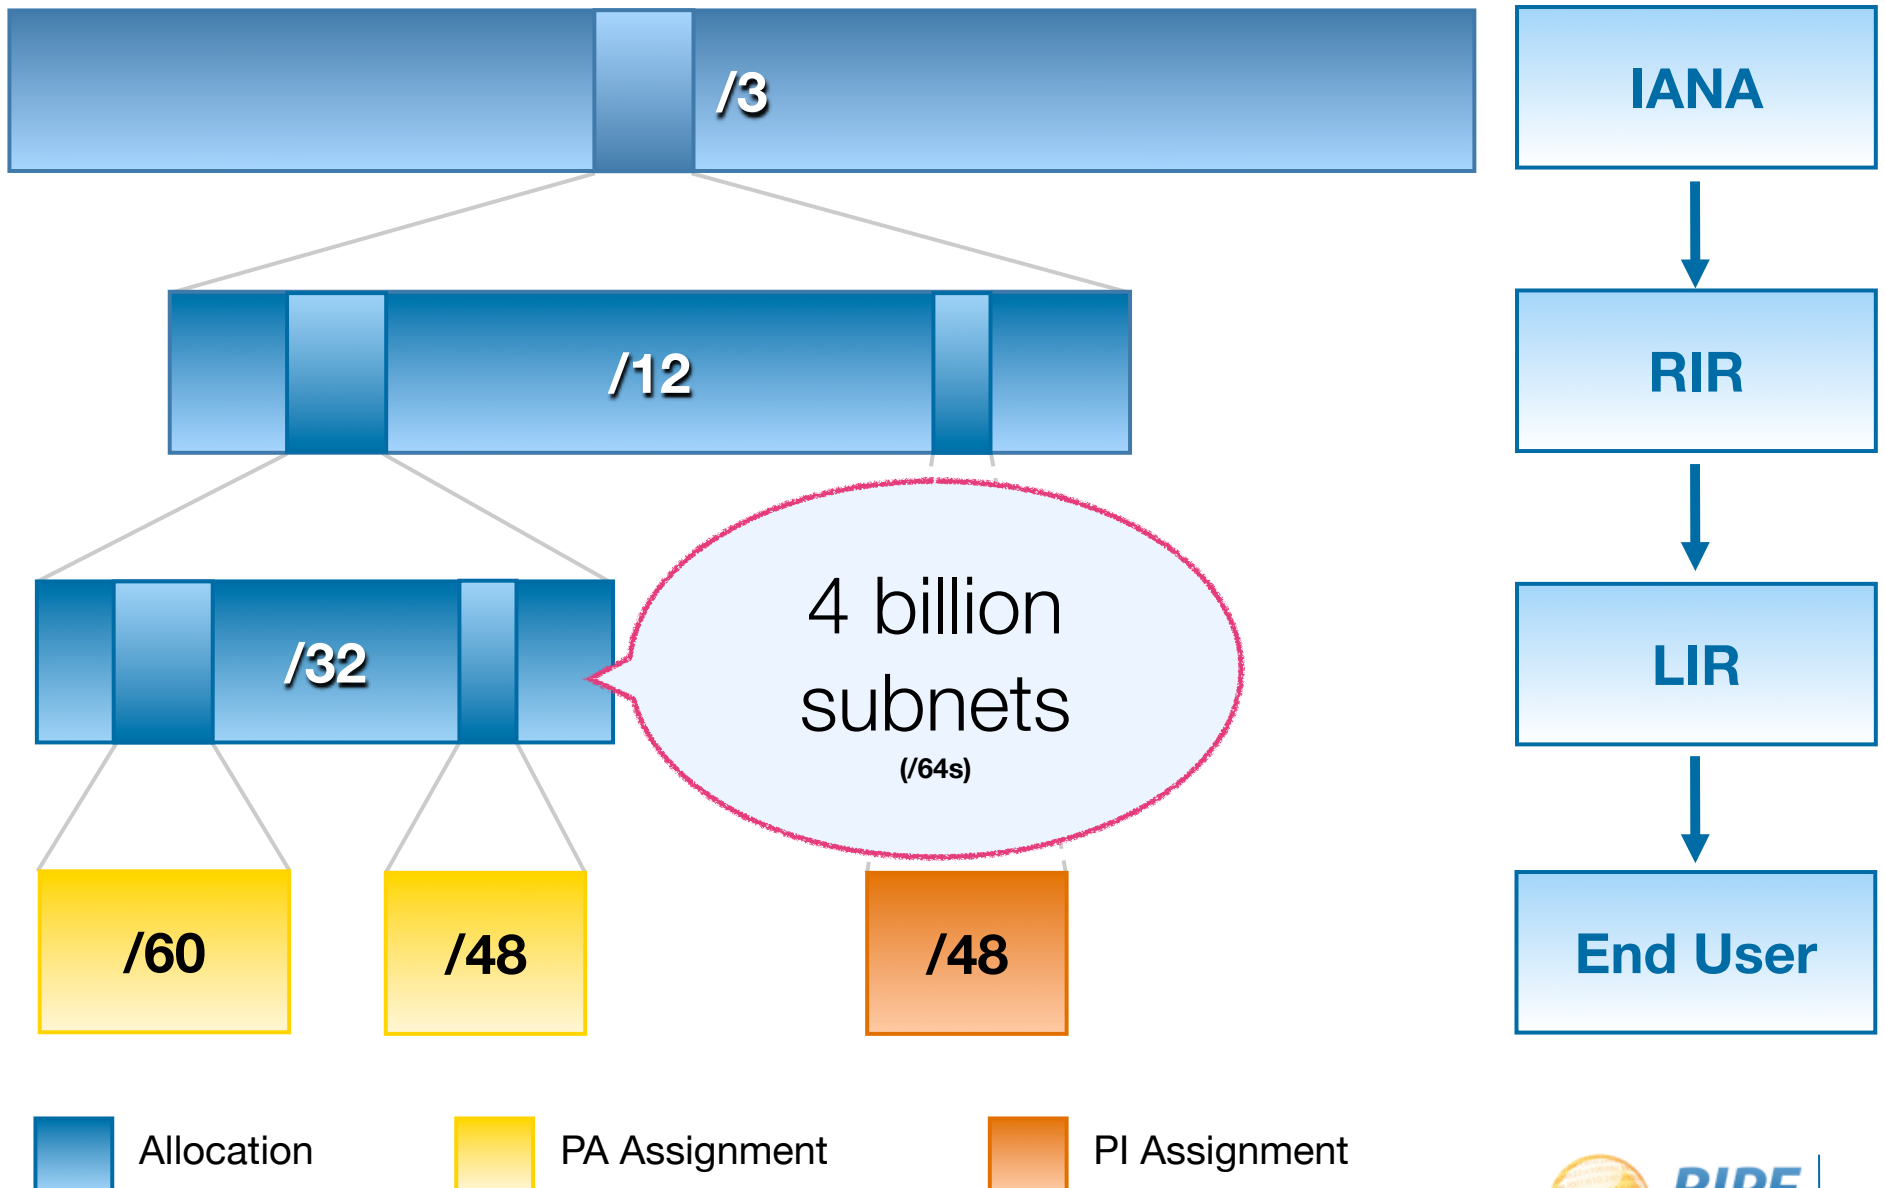 /3
IANA
/12
RIR
4 billion
subnets
(/64s)
/32
LIR
/60
/48
/48
End User
Allocation
PA Assignment
PI Assignment
RIPE